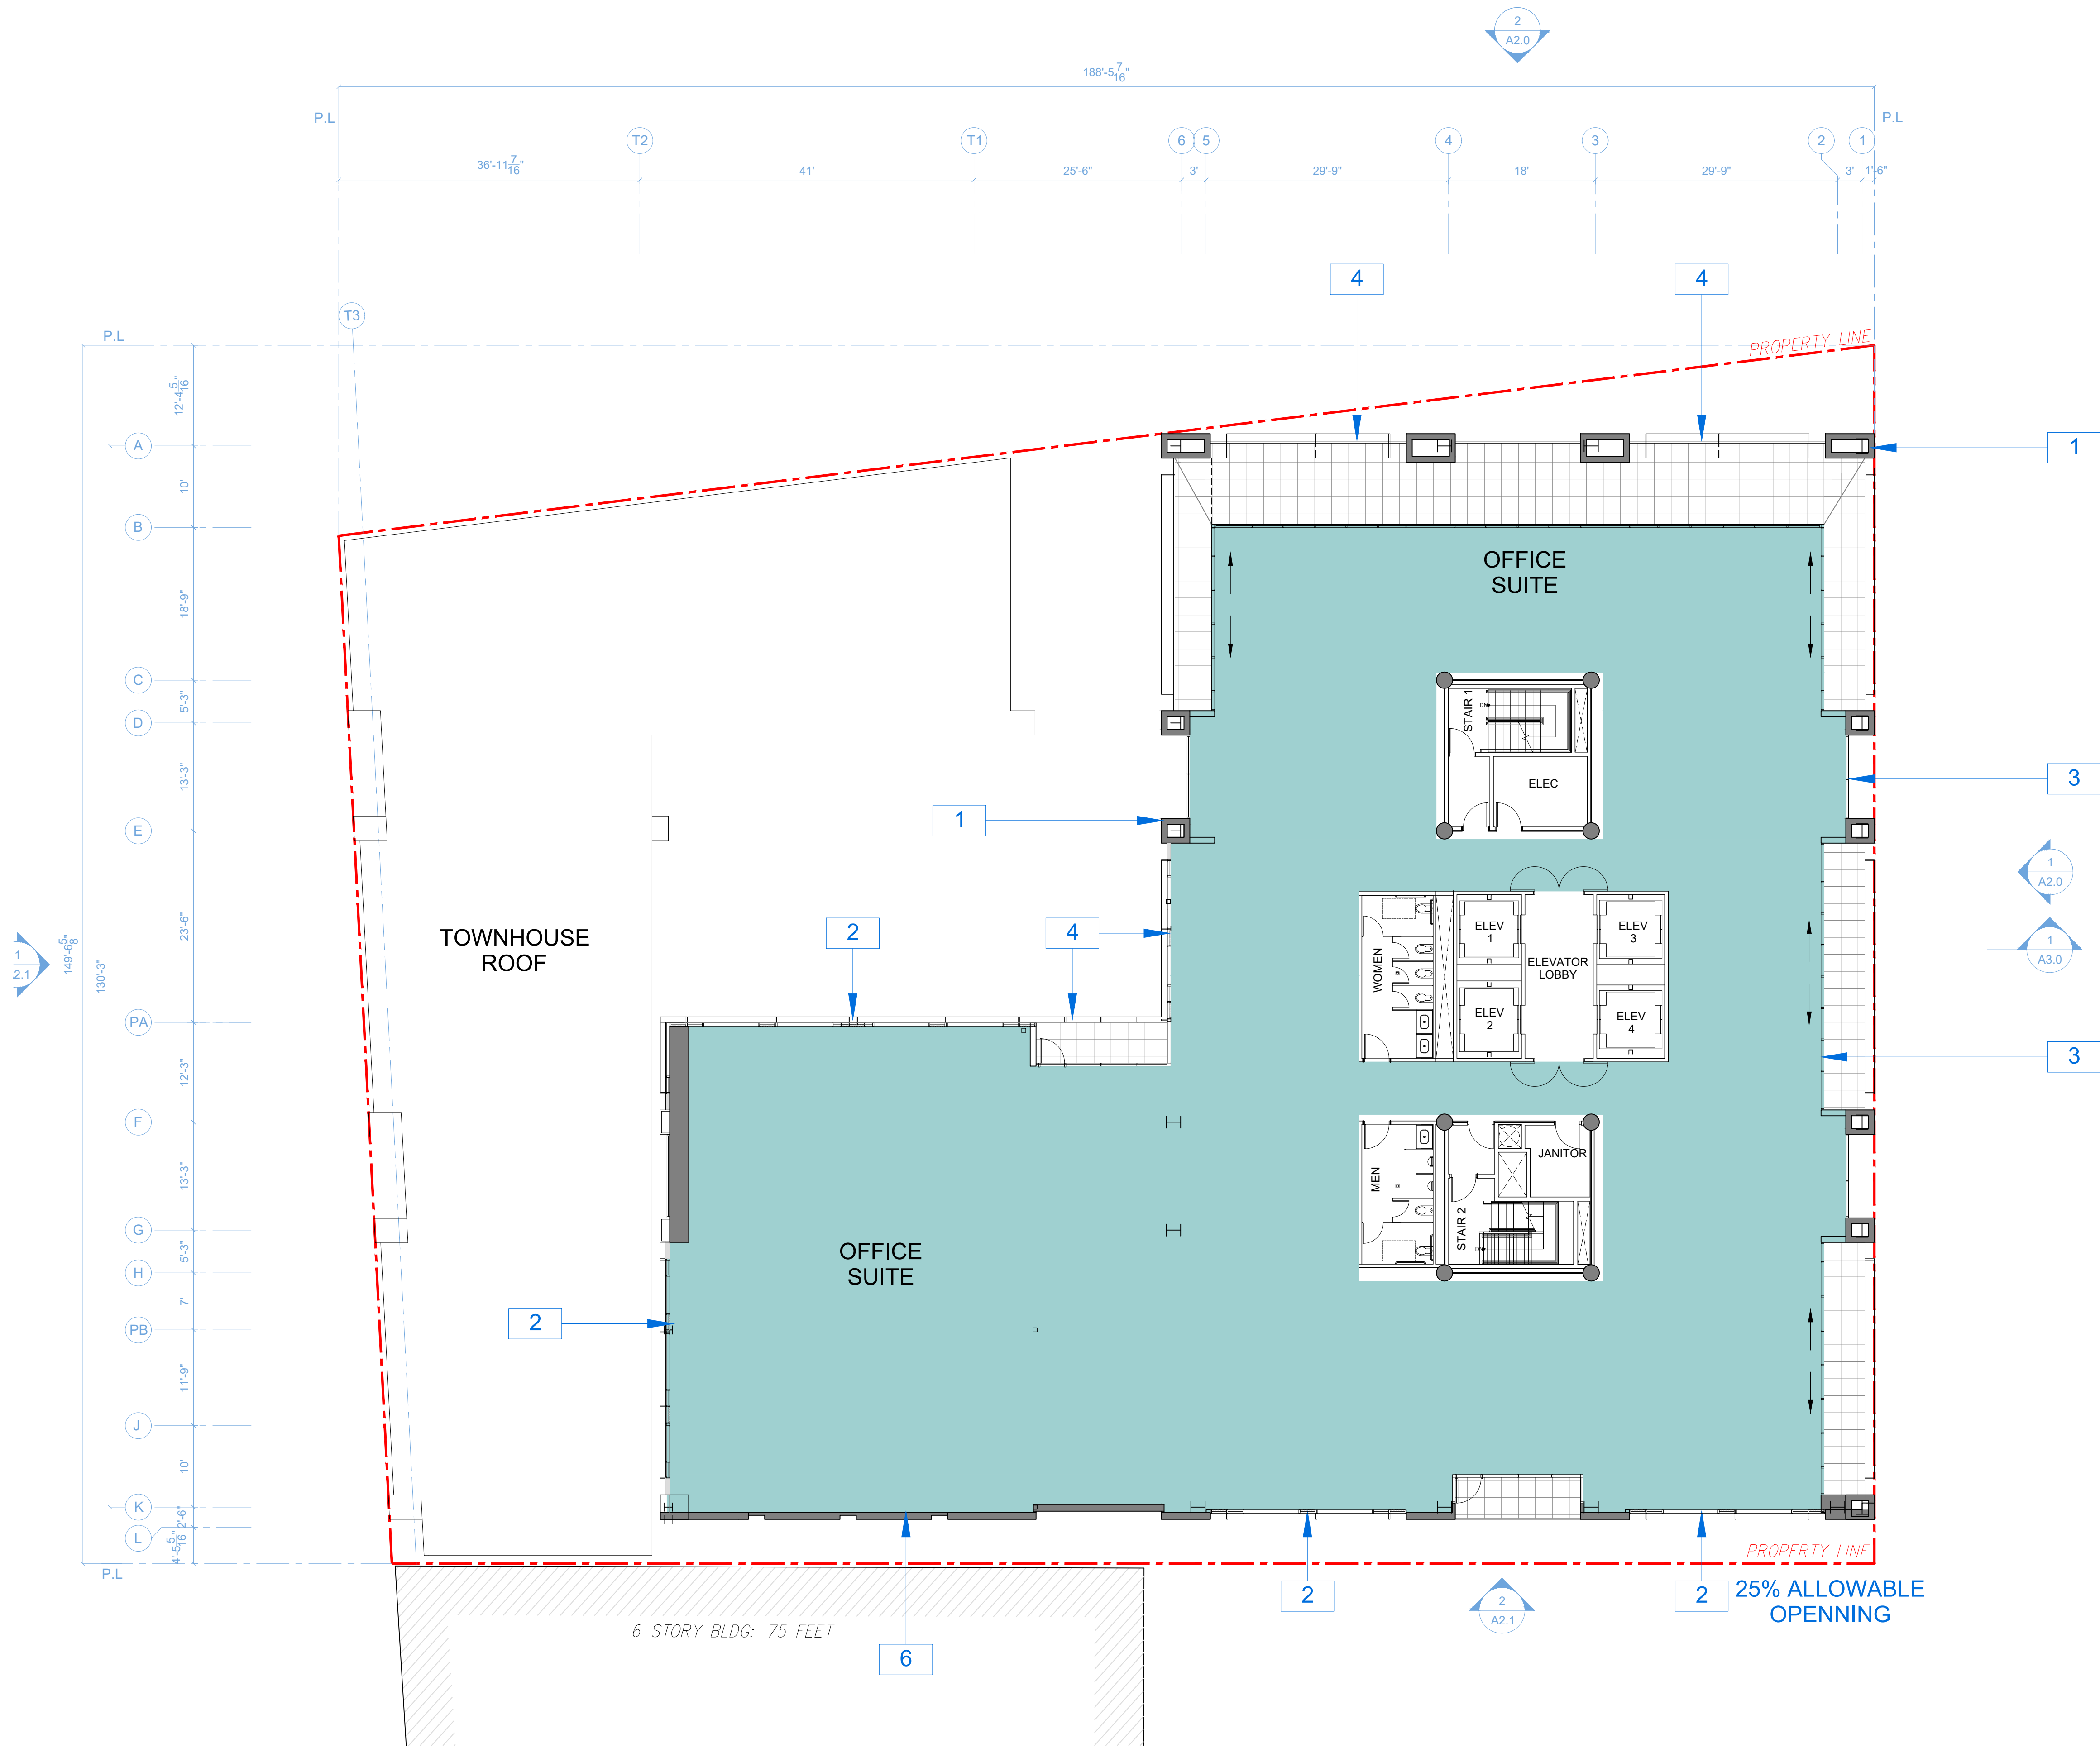 2
A2.0
188'-5 7/16"
P.L
P.L
T2
T1
6
5
4
3
2
1
36'-11 7/16"
41'
25'-6"
3'
29'-9"
18'
29'-9"
3'
1'-6"
4
4
T3
P.L
PROPERTY LINE
12'-4 5/16"
A
1
10'
B
OFFICE
SUITE
18'-9"
C
5'-3"
D
STAIR 1
DN
13'-3"
3
ELEC
1
E
1
A2.0
23'-6"
TOWNHOUSE
ROOF
2
4
WOMEN
ELEV
1
ELEV
3
ELEVATOR
LOBBY
1
A3.0
1
2.1
149'-6 5/8"
130'-3"
PA
ELEV
2
ELEV
4
3
12'-3"
F
JANITOR
13'-3"
MEN
STAIR 2
DN
G
5'-3"
OFFICE
SUITE
H
7'
2
PB
11'-9"
J
10'
K
2'-6"
L
4'-5 5/16"
PROPERTY LINE
P.L
2
2
A2.1
2
25% ALLOWABLE
OPENNING
6 STORY BLDG: 75 FEET
6